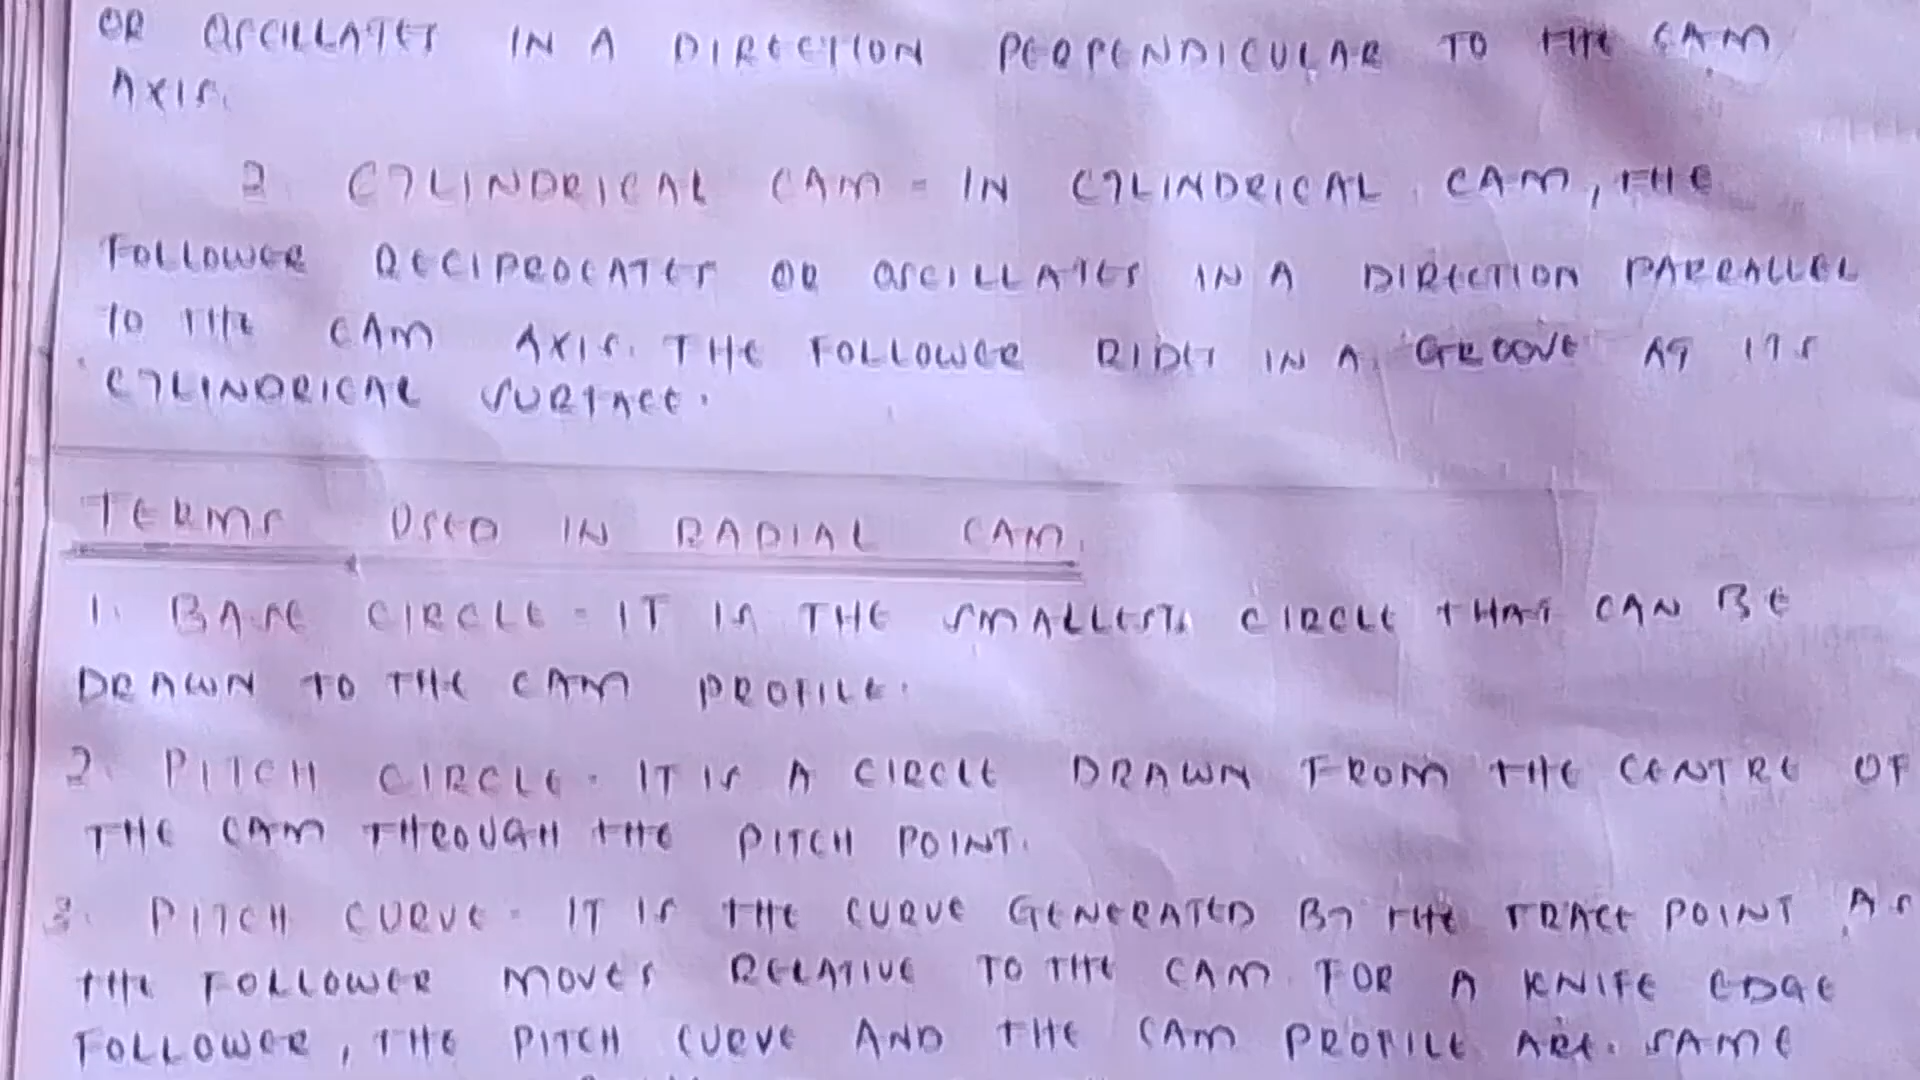 OR OSCILLATES IN A DIRECTION PERPENDICULAR TO THE CAM
AXIS.
2. CYLINDRICAL CAM - IN CYLINDRICAL CAM, THE
FOLLOWER RECIPROCATES OR OSCILLATES IN A DIRECTION PARRALLEL
TO THE CAM AXIS. THE FOLLOWER RIDES IN A GROOVE AT ITS
CYLINDRICAL SURFACE.
TERMS USED IN RADIAL CAM.
1. BASE CIRCLE - IT IS THE SMALLEST CIRCLE THAT CAN BE
DRAWN TO THE CAM PROFILE.
2. PITCH CIRCLE - IT IS A CIRCLE DRAWN FROM THE CENTRE OF
THE CAM THROUGH THE PITCH POINT.
3. PITCH CURVE - IT IS THE CURVE GENERATED BY THE TRACE POINT AS
THE FOLLOWER MOVES RELATIVE TO THE CAM. FOR A KNIFE EDGE
FOLLOWER, THE PITCH CURVE AND THE CAM PROFILE ARE SAME